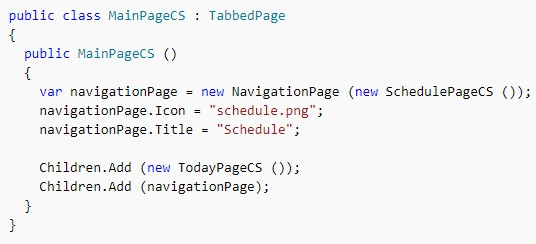 public class MainPageCS : TabbedPage
{
  public MainPageCS ()
  {
    var navigationPage = new NavigationPage (new SchedulePageCS ());
    navigationPage.Icon = "schedule.png";
    navigationPage.Title = "Schedule";

    Children.Add (new TodayPageCS ());
    Children.Add (navigationPage);
  }
}